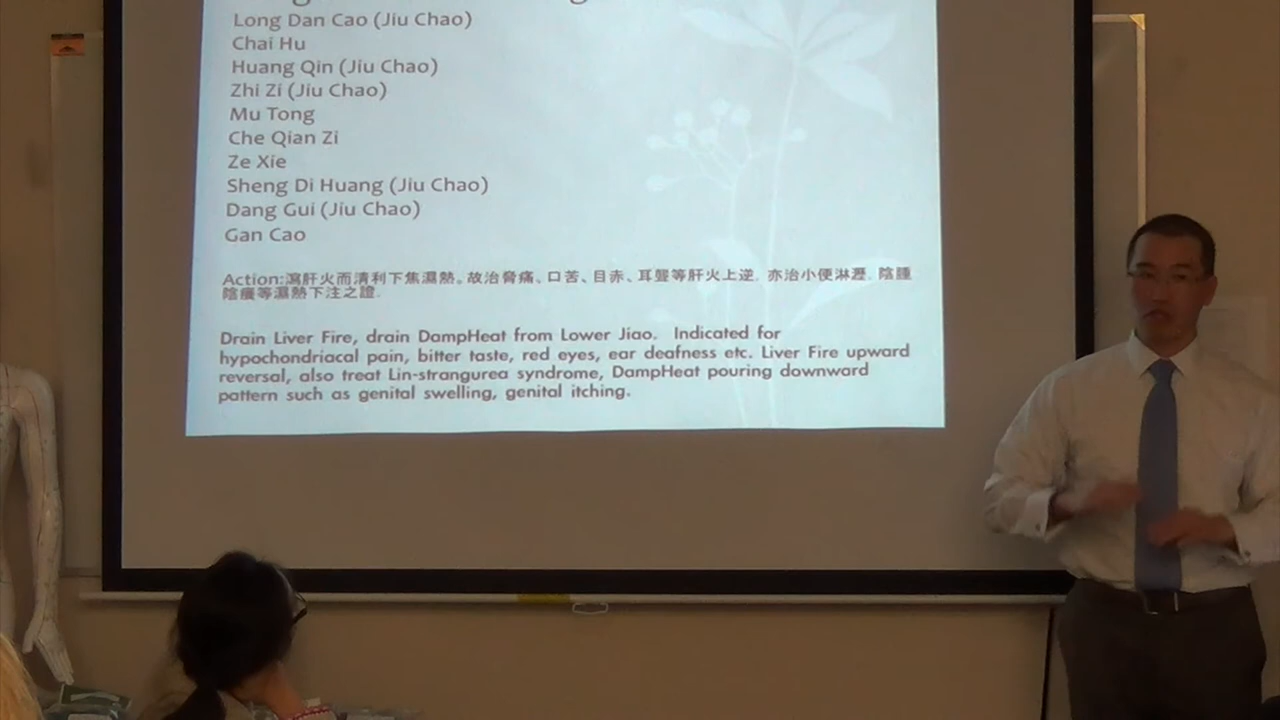 Long Dan Cao (Jiu Chao)
Chai Hu
Huang Qin (Jiu Chao)
Zhi Zi (Jiu Chao)
Mu Tong
Che Qian Zi
Ze Xie
Sheng Di Huang (Jiu Chao)
Dang Gui (Jiu Chao)
Gan Cao
Action:瀉肝火而清利下焦濕熱。故治脅痛、口苦、目赤、耳聾等肝火上逆. 亦治小便淋瀝. 陰腫
陰癢等濕熱下注之證.
Drain Liver Fire, drain DampHeat from Lower Jiao. Indicated for
hypochondriacal pain, bitter taste, red eyes, ear deafness etc. Liver Fire upward
reversal, also treat Lin-strangurea syndrome, DampHeat pouring downward
pattern such as genital swelling, genital itching.